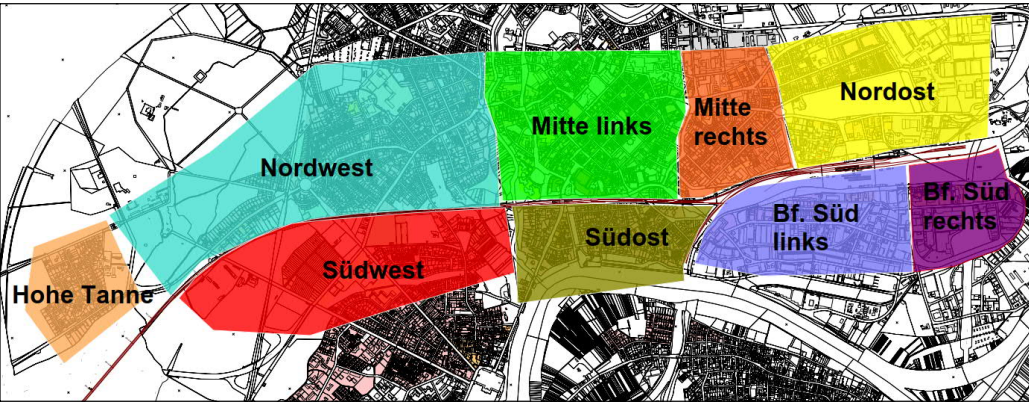 Nordost
Mitte links
Mitte
rechts
Nordwest
Bf. Süd
links
Bf. Süd
rechts
Südost
Südwest
Hohe Tanne